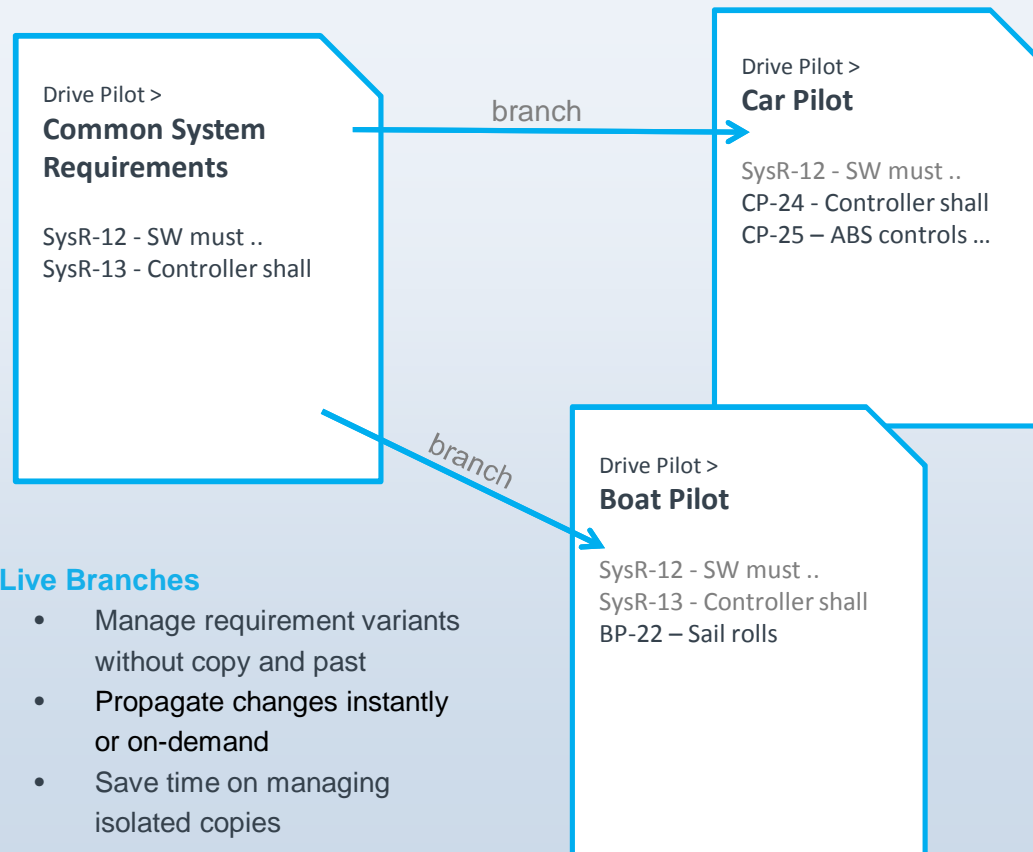 Drive Pilot >
Common System
Requirements
SysR-12 - SW must ..
SysR-13 - Controller shall
branch
Drive Pilot >
Car Pilot
SysR-12 - SW must ..
CP-24 - Controller shall
CP-25 – ABS controls ...
branch
Drive Pilot >
Boat Pilot
SysR-12 - SW must ..
SysR-13 - Controller shall
BP-22 – Sail rolls
Live Branches
• Manage requirement variants
without copy and past
• Propagate changes instantly
or on-demand
• Save time on managing
isolated copies